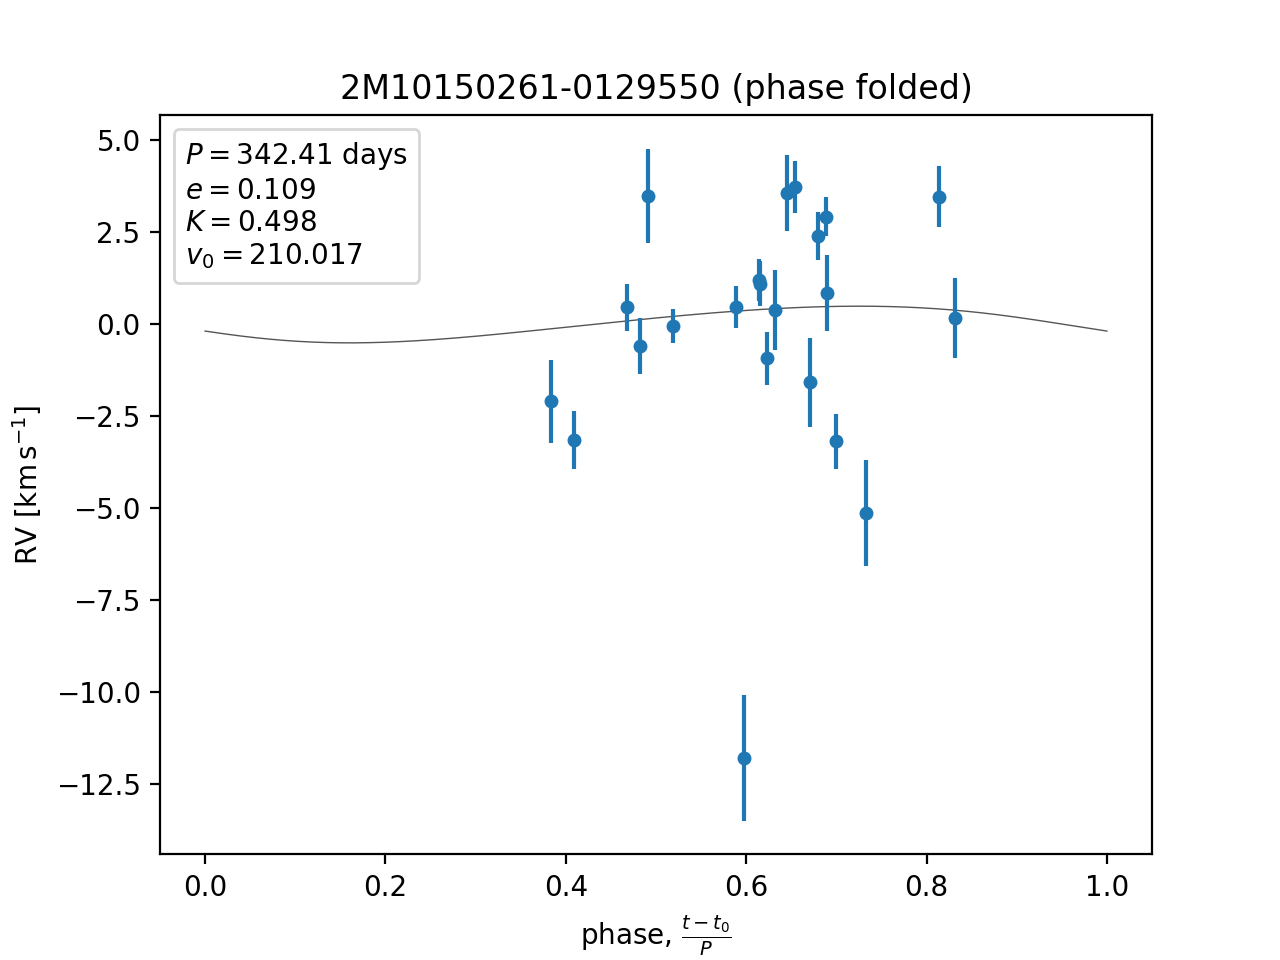 2M10150261-0129550 (phase folded)
P = 342.41 days
e = 0.109
K = 0.498
v₀ = 210.017
5.0
2.5
0.0
−2.5
−5.0
−7.5
−10.0
−12.5
RV [km s⁻¹]
0.0 0.2 0.4 0.6 0.8 1.0
phase, (t − t₀)/P